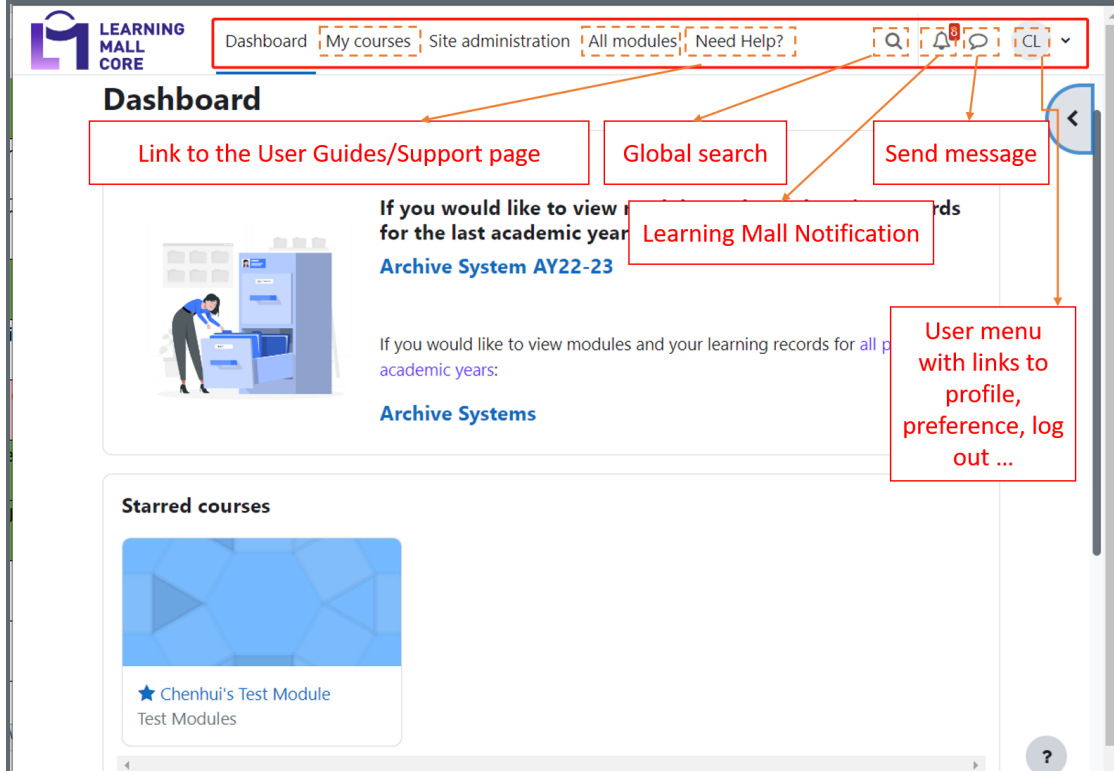 LEARNING
MALL
CORE
Dashboard My courses Site administration All modules Need Help? 8 CL
Dashboard
Link to the User Guides/Support page
Global search
Send message
If you would like to view
for the last academic year
Learning Mall Notification
Archive System AY22-23
If you would like to view modules and your learning records for all
academic years:
Archive Systems
User menu
with links to
profile,
preference, log
out ...
Starred courses
Chenhui's Test Module
Test Modules
?